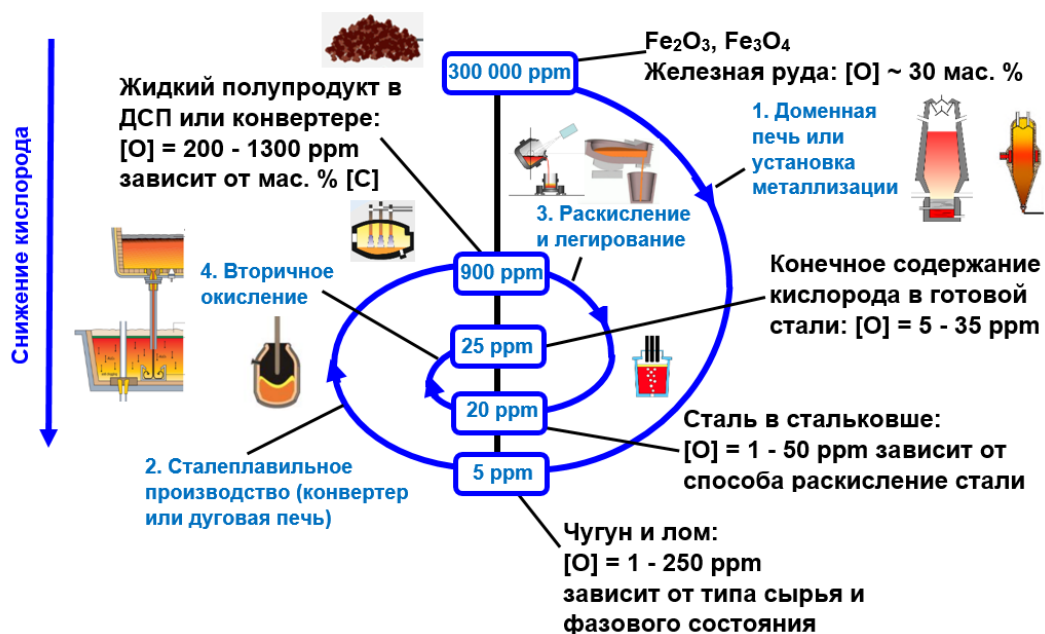 Снижение кислорода
300 000 ppm
Fe₂O₃, Fe₃O₄
Железная руда: [O] ~ 30 мас. %
Жидкий полупродукт в
ДСП или конвертере:
[O] = 200 - 1300 ppm
зависит от мас. % [C]
1. Доменная
печь или
установка
металлизации
3. Раскисление
и легирование
900 ppm
4. Вторичное
окисление
Конечное содержание
кислорода в готовой
стали: [O] = 5 - 35 ppm
25 ppm
20 ppm
Сталь в стальковше:
[O] = 1 - 50 ppm зависит от
способа раскисление стали
5 ppm
2. Сталеплавильное
производство (конвертер
или дуговая печь)
Чугун и лом:
[O] = 1 - 250 ppm
зависит от типа сырья и
фазового состояния